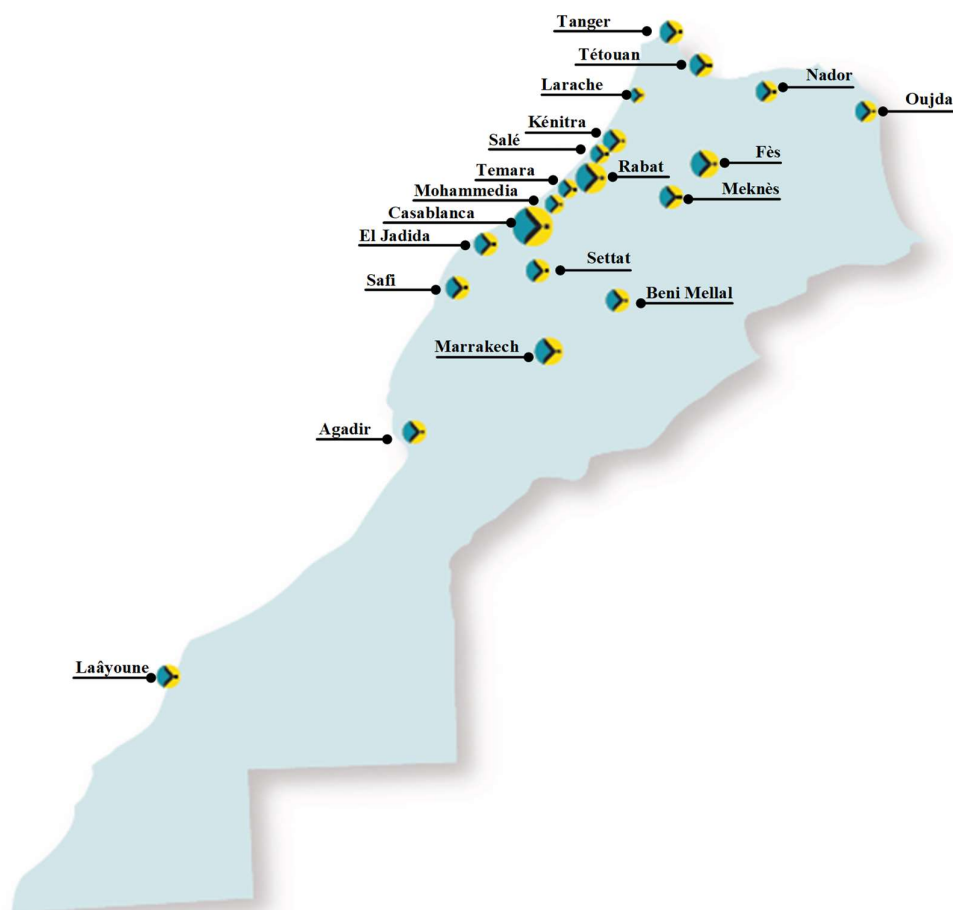 Tanger
Tétouan
Nador
Larache
Oujda
Kénitra
Salé
Fès
Temara
Rabat
Mohammedia
Meknès
Casablanca
El Jadida
Settat
Safi
Beni Mellal
Marrakech
Agadir
Laâyoune